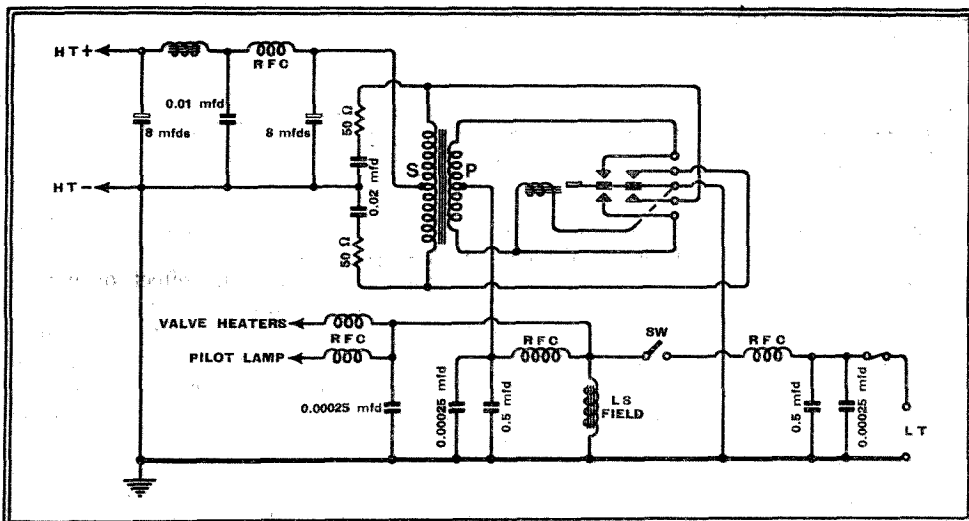 HT+
RFC
0.01 mfd
8 mfds
8 mfds
50 Ω
S
P
HT-
0.02 mfd
50 Ω
VALVE HEATERS
RFC
PILOT LAMP
RFC
SW
RFC
0.00025 mfd
0.00025 mfd
0.5 mfd
LS
FIELD
0.5 mfd
0.00025 mfd
LT